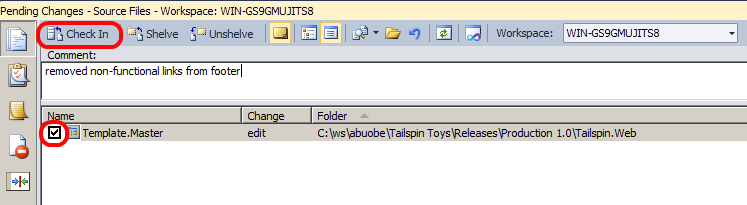 Pending Changes - Source Files - Workspace: WIN-GS9GMUJITS8
Check In Shelve Unshelve Workspace: WIN-GS9GMUJITS8
Comment:
removed non-functional links from footer
Name Change Folder
Template.Master edit C:\ws\abuobe\Tailspin Toys\Releases\Production 1.0\Tailspin.Web